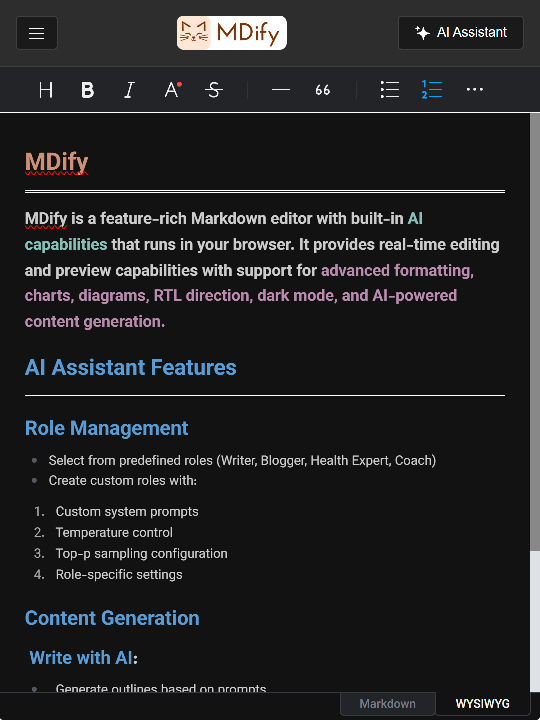 MDify
AI Assistant
H B I A S — 66 1 2 ...
MDify
MDify is a feature-rich Markdown editor with built-in AI
capabilities that runs in your browser. It provides real-time editing
and preview capabilities with support for advanced formatting,
charts, diagrams, RTL direction, dark mode, and AI-powered
content generation.
AI Assistant Features
Role Management
• Select from predefined roles (Writer, Blogger, Health Expert, Coach)
• Create custom roles with:
1. Custom system prompts
2. Temperature control
3. Top-p sampling configuration
4. Role-specific settings
Content Generation
Write with AI:
• Generate outlines based on prompts
Markdown
WYSIWYG